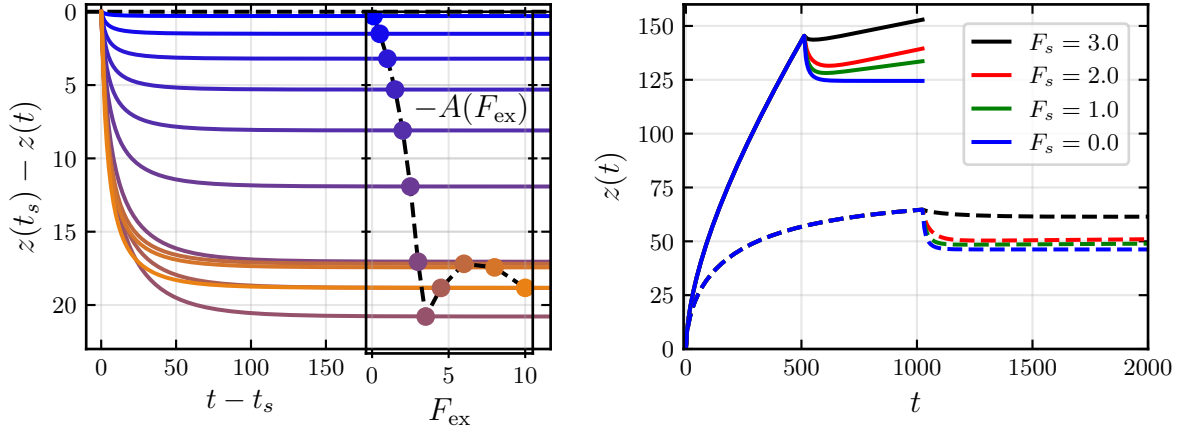 0
5
10
15
20
z(t_s) − z(t)
0
50
100
150
t − t_s
−A(F_ex)
0
5
10
F_ex
150
125
100
75
50
25
0
z(t)
0
500
1000
1500
2000
t
F_s = 3.0
F_s = 2.0
F_s = 1.0
F_s = 0.0